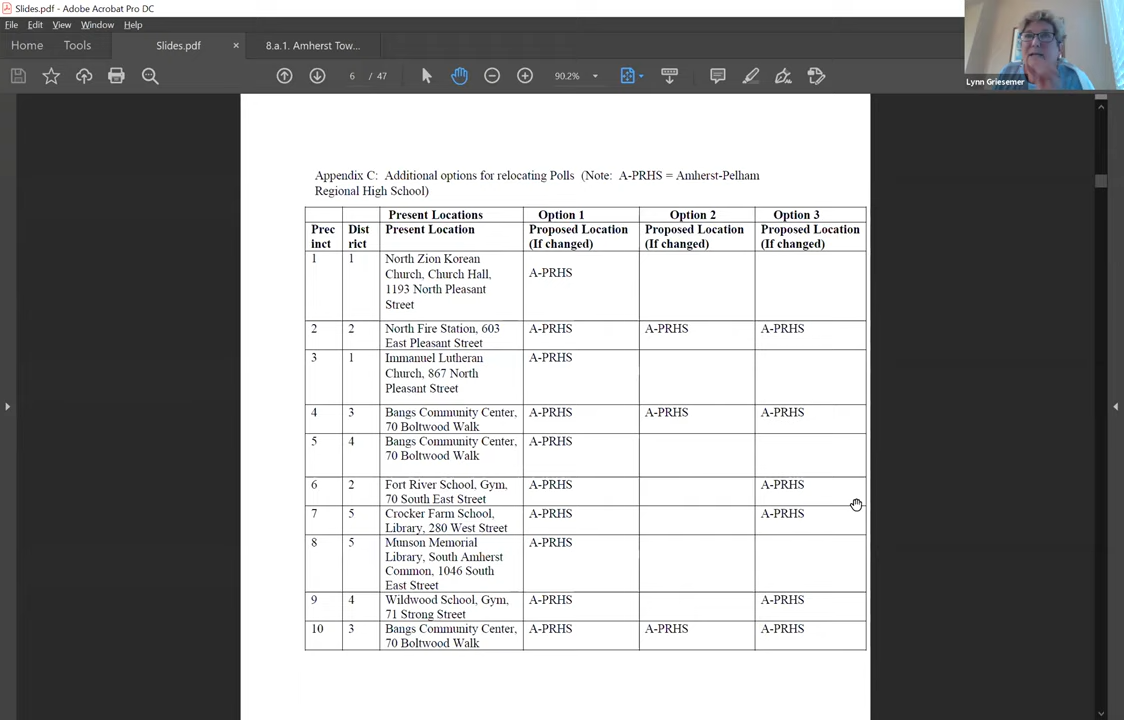 Slides.pdf - Adobe Acrobat Pro DC
File Edit View Window Help
Home Tools Slides.pdf × 8.a.1. Amherst Tow...
6 / 47 90.2%
Lynn Griesemer
Appendix C: Additional options for relocating Polls (Note: A-PRHS = Amherst-Pelham
Regional High School)
Present Locations Option 1 Option 2 Option 3
Prec Dist Present Location Proposed Location Proposed Location Proposed Location
inct rict (If changed) (If changed) (If changed)
1 1 North Zion Korean
Church, Church Hall, A-PRHS
1193 North Pleasant
Street
2 2 North Fire Station, 603 A-PRHS A-PRHS A-PRHS
East Pleasant Street
3 1 Immanuel Lutheran A-PRHS
Church, 867 North
Pleasant Street
4 3 Bangs Community Center, A-PRHS A-PRHS A-PRHS
70 Boltwood Walk
5 4 Bangs Community Center, A-PRHS
70 Boltwood Walk
6 2 Fort River School, Gym, A-PRHS A-PRHS
70 South East Street
7 5 Crocker Farm School, A-PRHS A-PRHS
Library, 280 West Street
8 5 Munson Memorial A-PRHS
Library, South Amherst
Common, 1046 South
East Street
9 4 Wildwood School, Gym, A-PRHS A-PRHS
71 Strong Street
10 3 Bangs Community Center, A-PRHS A-PRHS A-PRHS
70 Boltwood Walk